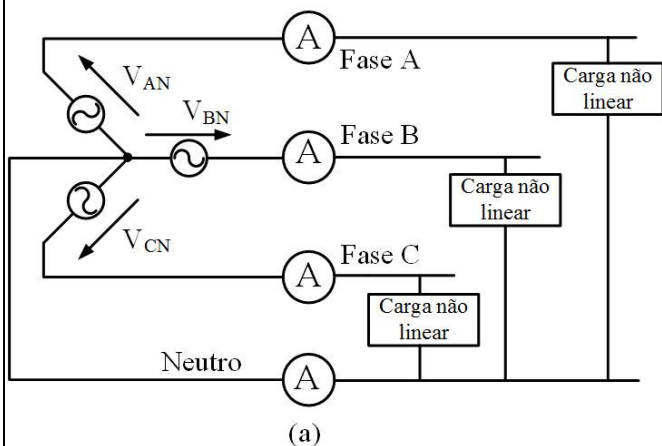 A
Fase A
V_AN
Carga não
linear
V_BN
Fase B
A
Carga não
linear
V_CN
Fase C
A
Carga não
linear
Neutro
A
(a)